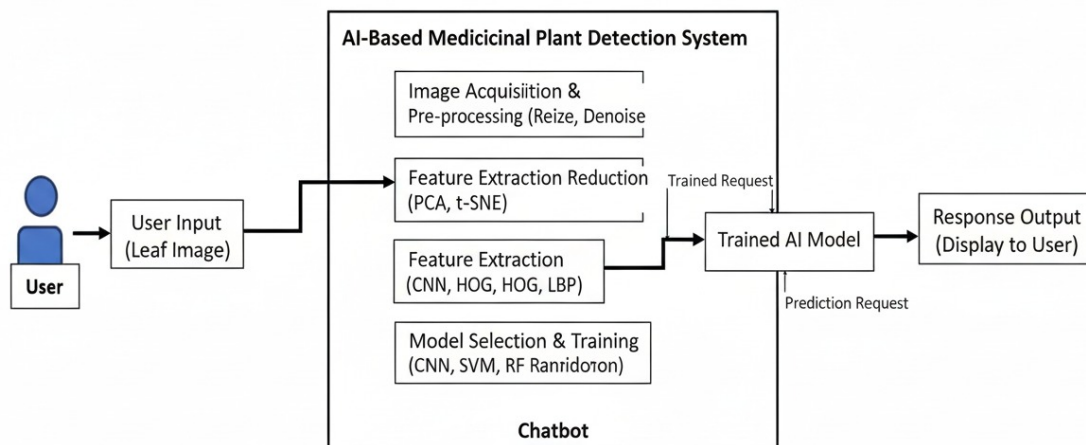 AI-Based Medicicinal Plant Detection System
Image Acquisiition &
Pre-processing (Reize, Denoise
Feature Extraction Reduction
(PCA, t-SNE)
Trained Request
User Input
(Leaf Image)
Trained AI Model
Response Output
(Display to User)
Feature Extraction
(CNN, HOG, HOG, LBP)
User
Prediction Request
Model Selection & Training
(CNN, SVM, RF
Chatbot